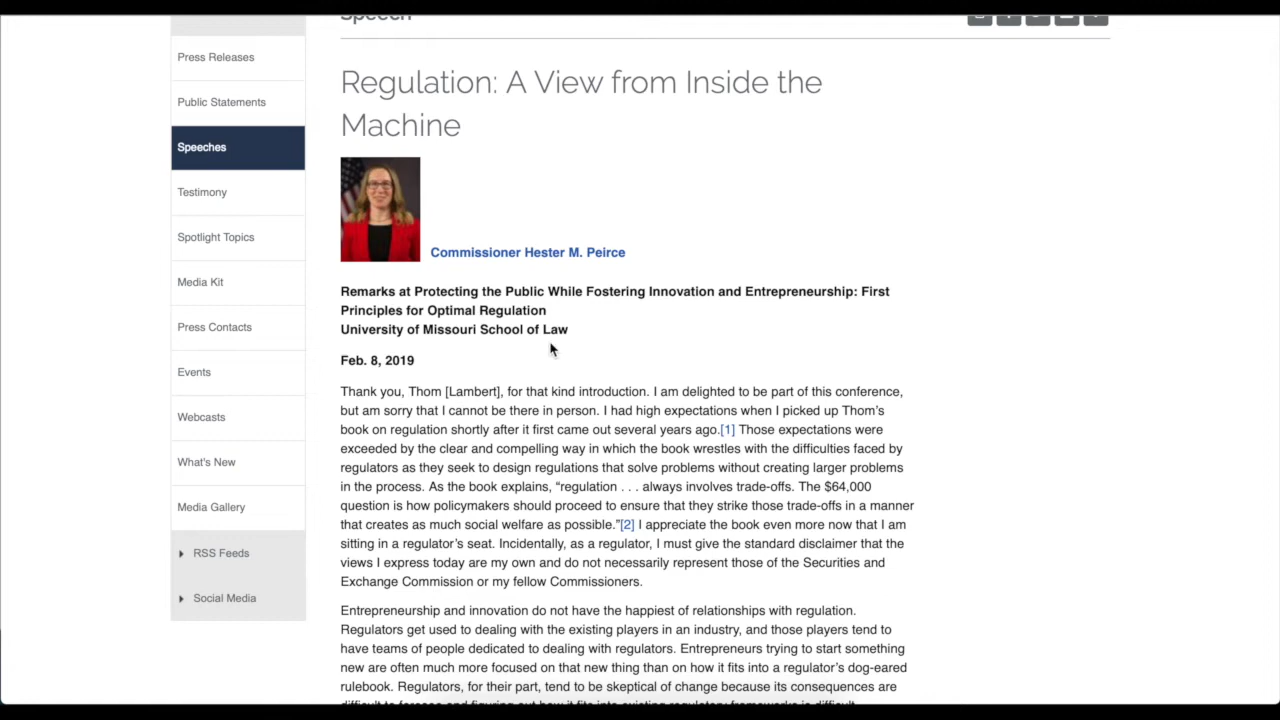 Speech
Press Releases
Public Statements
Speeches
Testimony
Spotlight Topics
Media Kit
Press Contacts
Events
Webcasts
What's New
Media Gallery
RSS Feeds
Social Media
Regulation: A View from Inside the
Machine
Commissioner Hester M. Peirce
Remarks at Protecting the Public While Fostering Innovation and Entrepreneurship: First
Principles for Optimal Regulation
University of Missouri School of Law
Feb. 8, 2019
Thank you, Thom [Lambert], for that kind introduction. I am delighted to be part of this conference,
but am sorry that I cannot be there in person. I had high expectations when I picked up Thom's
book on regulation shortly after it first came out several years ago.[1] Those expectations were
exceeded by the clear and compelling way in which the book wrestles with the difficulties faced by
regulators as they seek to design regulations that solve problems without creating larger problems
in the process. As the book explains, “regulation . . . always involves trade-offs. The $64,000
question is how policymakers should proceed to ensure that they strike those trade-offs in a manner
that creates as much social welfare as possible.”[2] I appreciate the book even more now that I am
sitting in a regulator's seat. Incidentally, as a regulator, I must give the standard disclaimer that the
views I express today are my own and do not necessarily represent those of the Securities and
Exchange Commission or my fellow Commissioners.
Entrepreneurship and innovation do not have the happiest of relationships with regulation.
Regulators get used to dealing with the existing players in an industry, and those players tend to
have teams of people dedicated to dealing with regulators. Entrepreneurs trying to start something
new are often much more focused on that new thing than on how it fits into a regulator's dog-eared
rulebook. Regulators, for their part, tend to be skeptical of change because its consequences are
difficult to foresee and figuring out how it fits into existing regulatory frameworks is difficult.